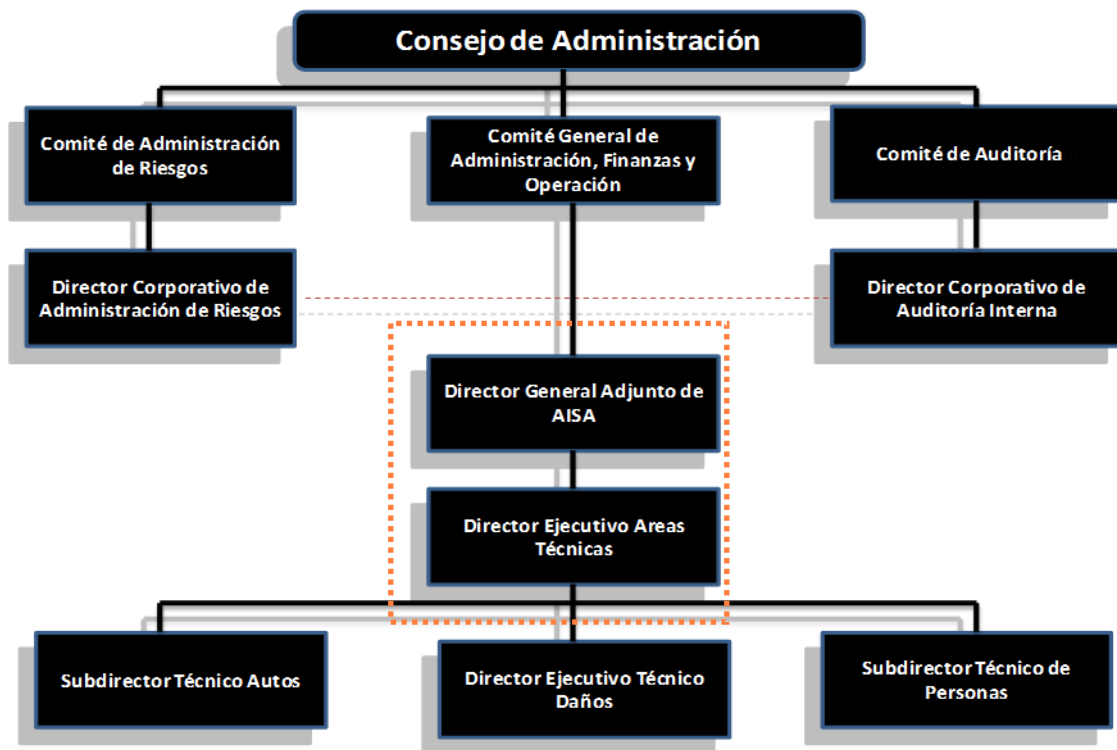 Consejo de Administración
Comité de Administración
de Riesgos
Comité General de
Administración, Finanzas y
Operación
Comité de Auditoría
Director Corporativo de
Administración de Riesgos
Director Corporativo de
Auditoría Interna
Director General Adjunto de
AISA
Director Ejecutivo Areas
Técnicas
Subdirector Técnico Autos
Director Ejecutivo Técnico
Daños
Subdirector Técnico de
Personas